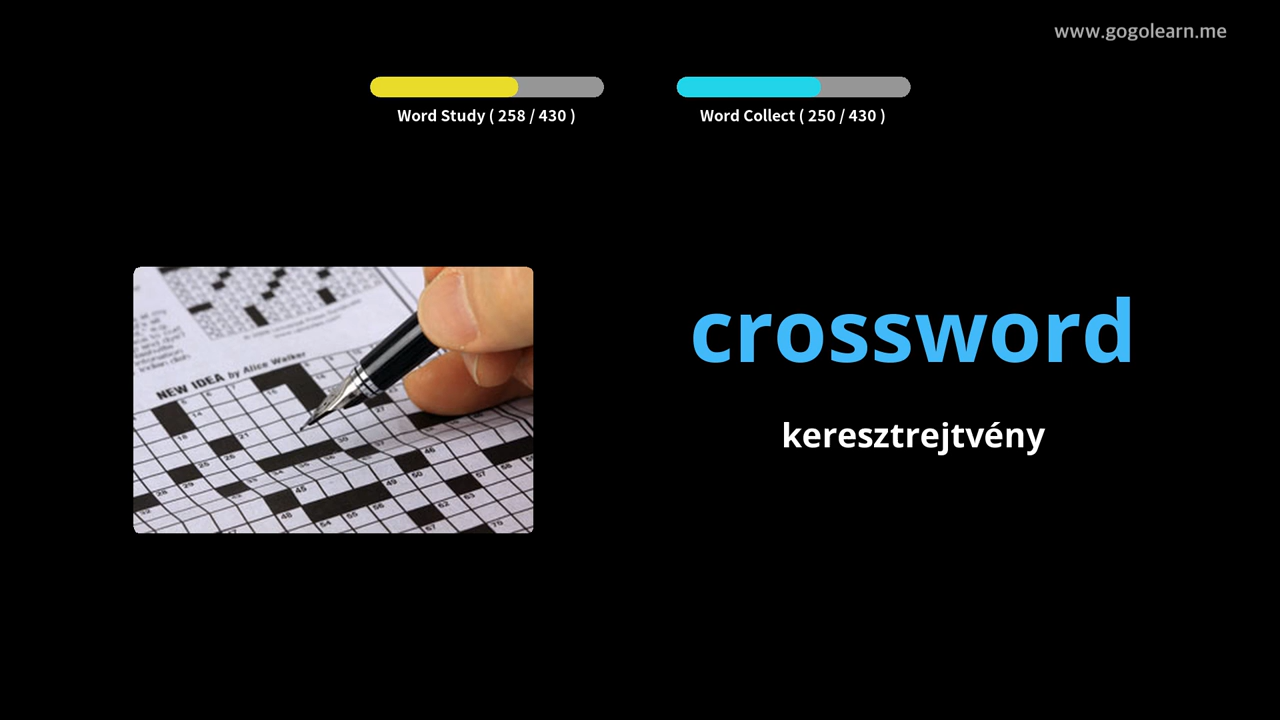 www.gogolearn.me
Word Study ( 258 / 430 )
Word Collect ( 250 / 430 )
NEW IDEA by Alice Walker
crossword
keresztrejtvény